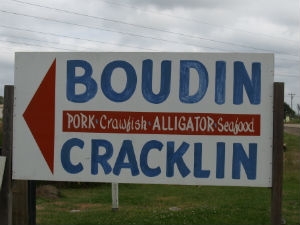 BOUDIN
PORK · Crawfish · ALLIGATOR · Seafood
CRACKLIN